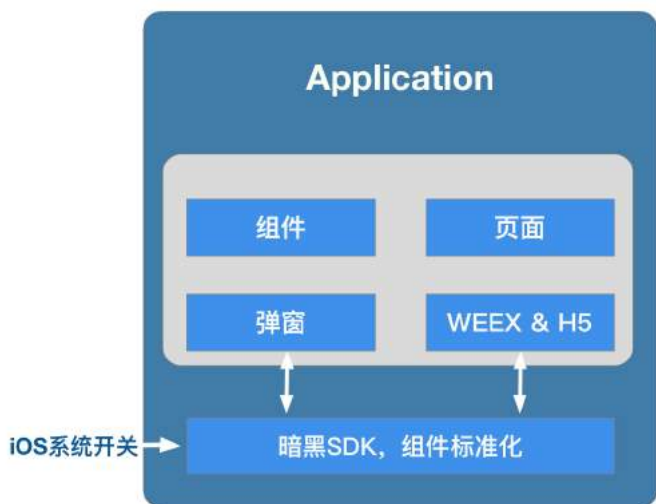 Application
组件
页面
弹窗
WEEX & H5
iOS系统开关
暗黑SDK，组件标准化